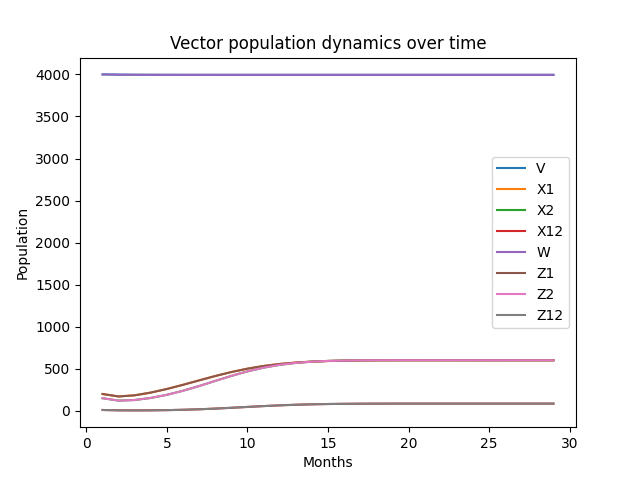 Vector population dynamics over time
Population
4000
3500
3000
2500
2000
1500
1000
500
0
V
X1
X2
X12
W
Z1
Z2
Z12
0 5 10 15 20 25 30
Months